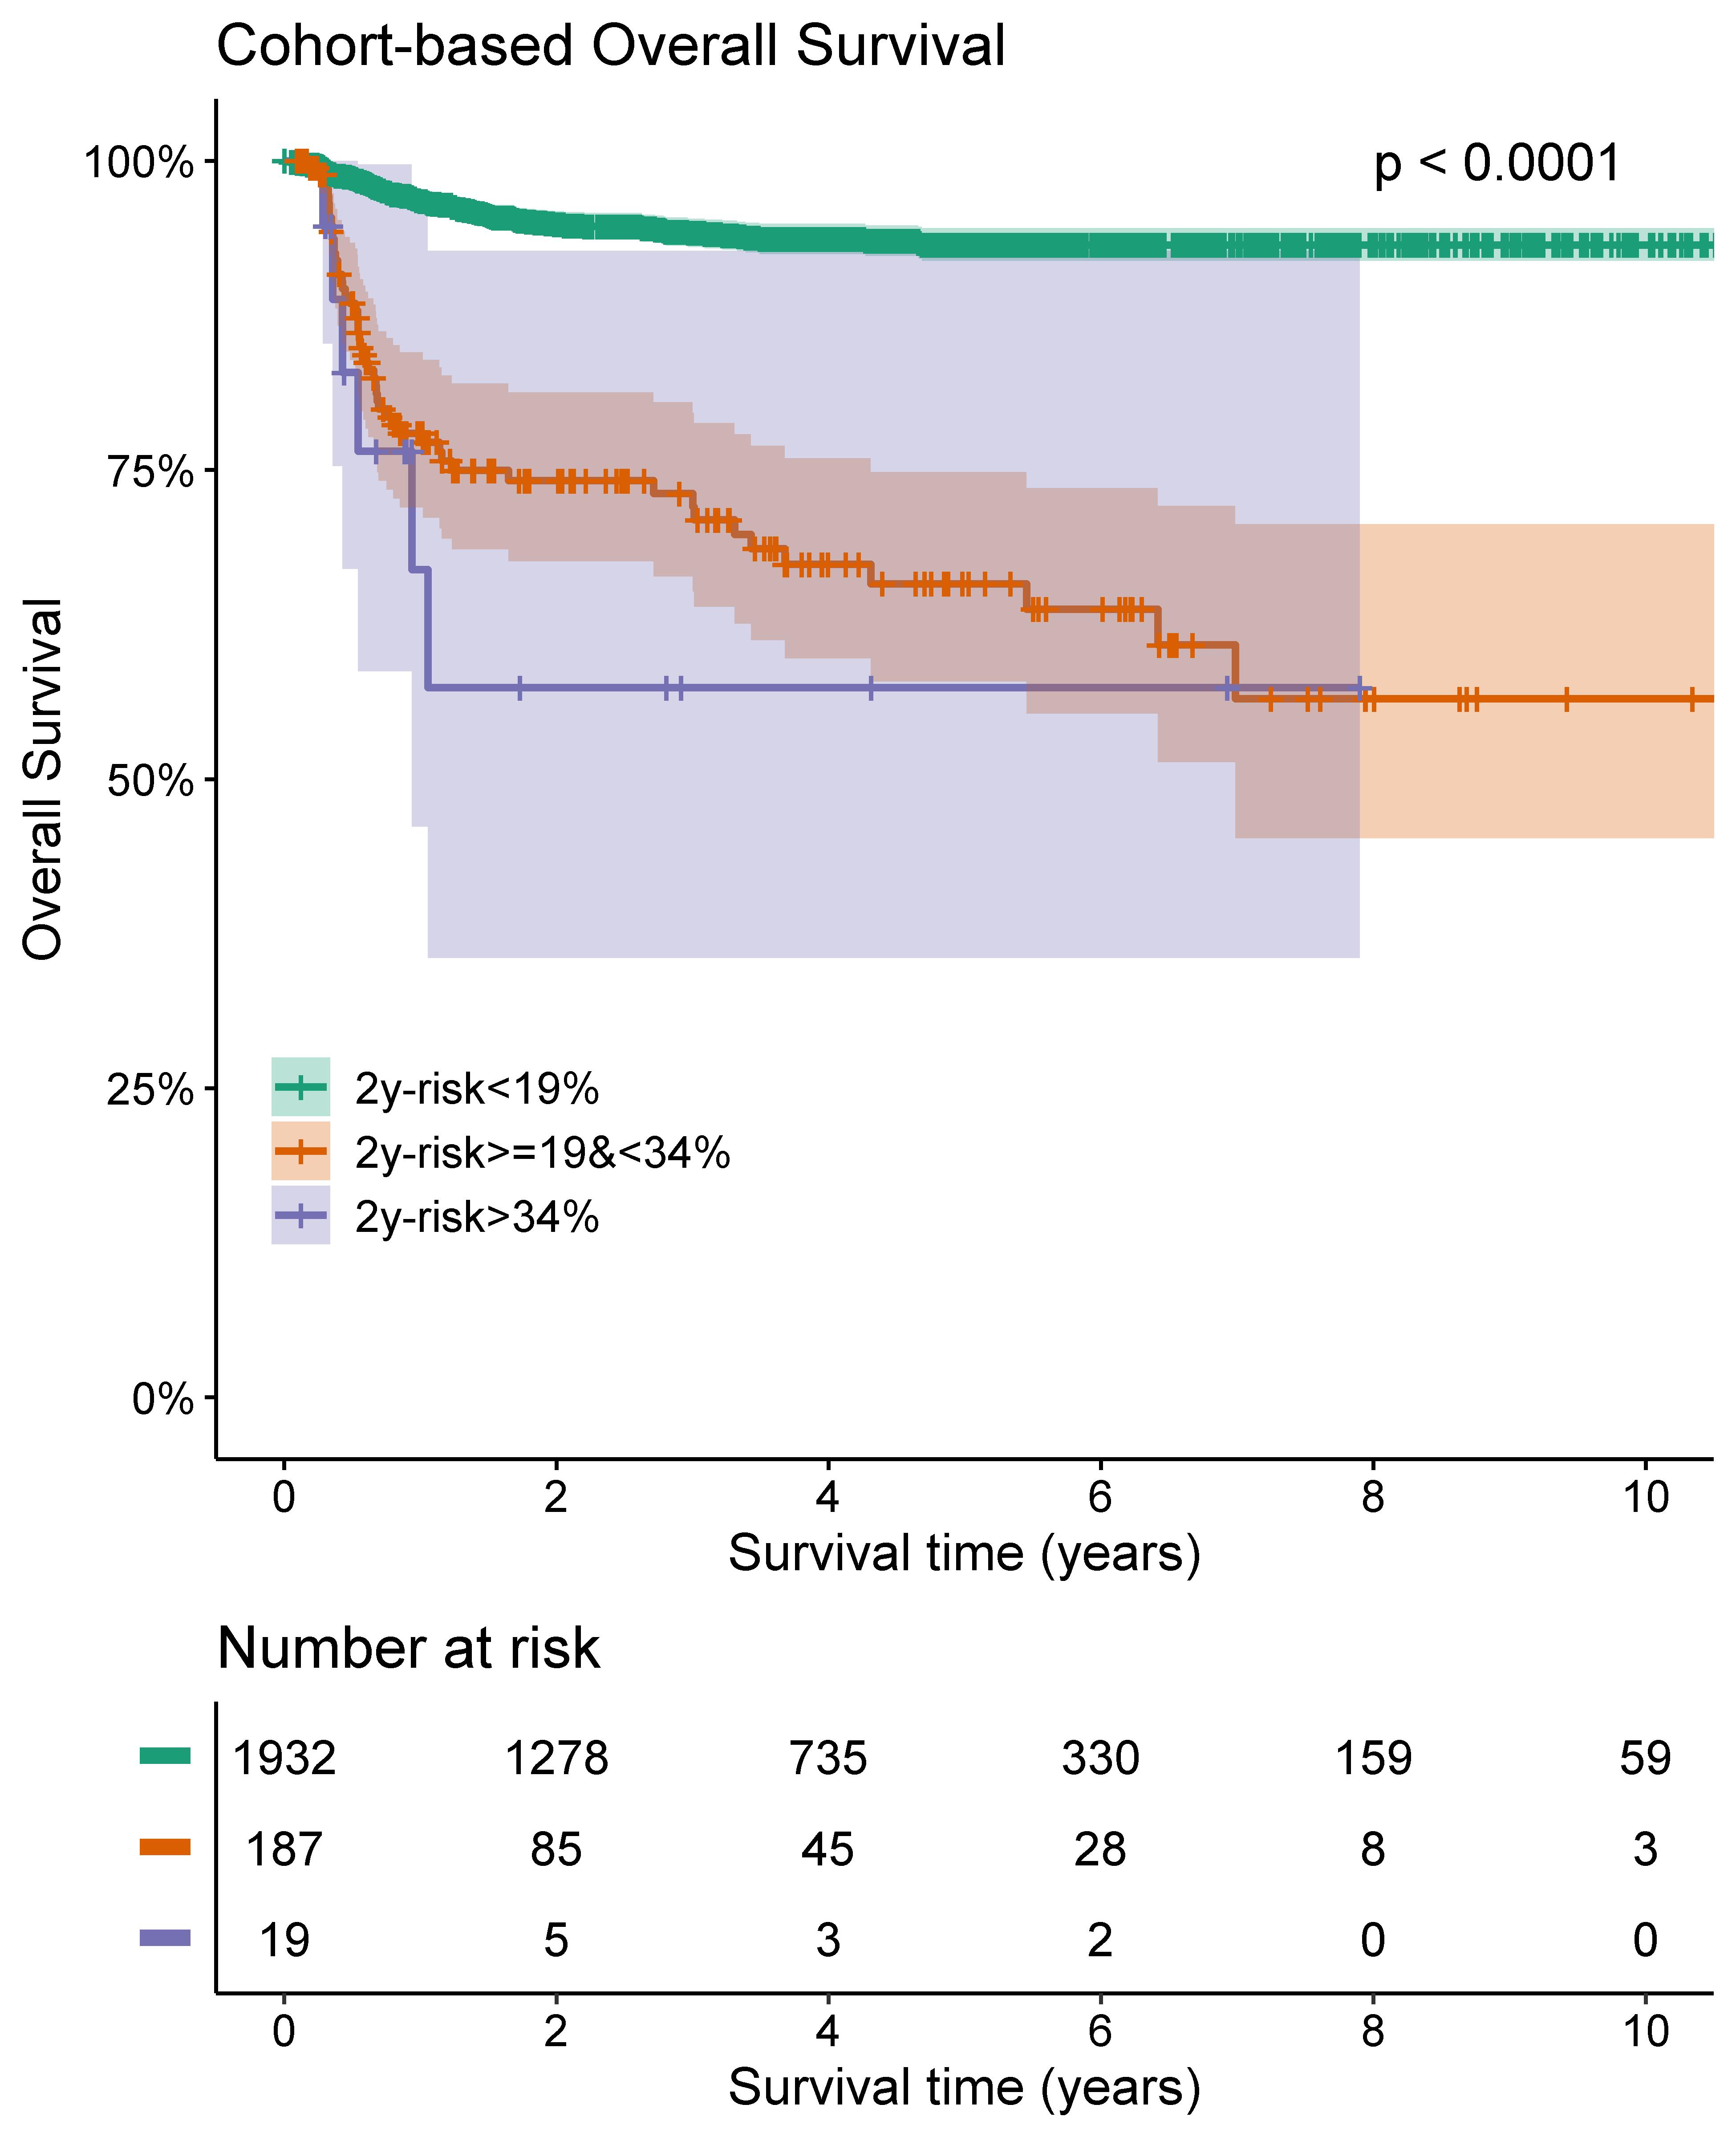 Cohort-based Overall Survival
p < 0.0001
100%
75%
50%
25%
0%
Overall Survival
2y-risk<19%
2y-risk>=19&<34%
2y-risk>34%
0 2 4 6 8 10
Survival time (years)
Number at risk
1932 1278 735 330 159 59
187 85 45 28 8 3
19 5 3 2 0 0
0 2 4 6 8 10
Survival time (years)